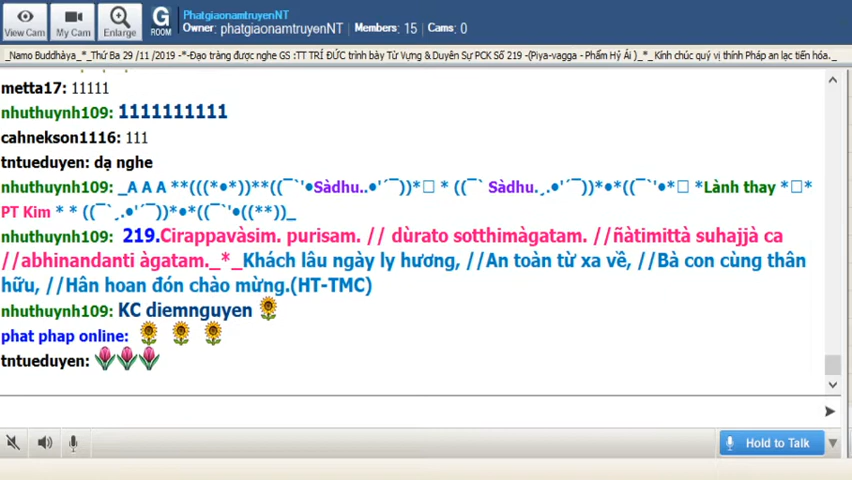 View Cam
My Cam
Enlarge
G
ROOM
PhatgiaonamtruyenNT
Owner: phatgiaonamtruyenNT Members: 15 Cams: 0
_Namo Buddhàya_*_Thứ Ba 29 /11 /2019 -*-Đạo tràng được nghe GS :TT TRÍ ĐỨC trình bày Từ Vựng & Duyên Sự PCK Số 219 -(Piya-vagga - Phẩm Hỷ Ái )_*_ Kính chúc quý vị thính Pháp an lạc tiến hóa._
metta17: 11111
nhuthuynh109: 1111111111
cahnekson1116: 111
tntueduyen: dạ nghe
nhuthuynh109: _A A A **(((*•*))**((¯`'•Sàdhu..•'´¯))*•*□ * ((¯` Sàdhu.¸.•'´¯))*•*((¯`'•*□ *Lành thay *□*
PT Kim * * ((¯`¸.•'´¯))*•*((¯`'•((**))_
nhuthuynh109: 219.Cirappavàsim. purisam. // dùrato sotthimàgatam. //ñàtimittà suhajjà ca
//abhinandanti àgatam._*_Khách lâu ngày ly hương, //An toàn từ xa về, //Bà con cùng thân
hữu, //Hân hoan đón chào mừng.(HT-TMC)
nhuthuynh109: KC diemnguyen
phat phap online:
tntueduyen:
Hold to Talk